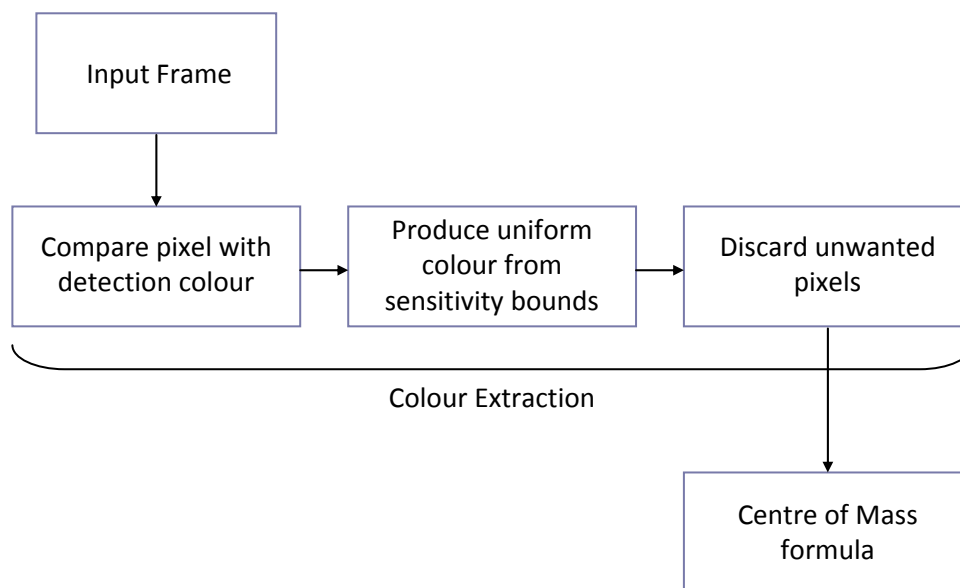 Input Frame
Compare pixel with
detection colour
Produce uniform
colour from
sensitivity bounds
Discard unwanted
pixels
Colour Extraction
Centre of Mass
formula